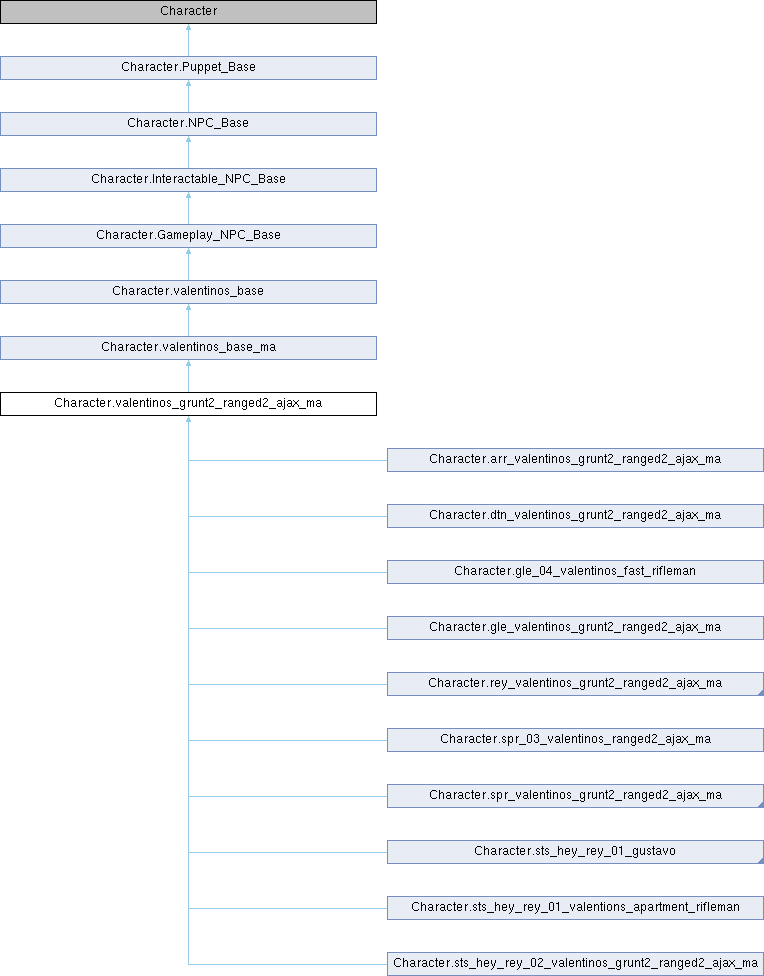 Character
Character.Puppet_Base
Character.NPC_Base
Character.Interactable_NPC_Base
Character.Gameplay_NPC_Base
Character.valentinos_base
Character.valentinos_base_ma
Character.valentinos_grunt2_ranged2_ajax_ma
Character.arr_valentinos_grunt2_ranged2_ajax_ma
Character.dtn_valentinos_grunt2_ranged2_ajax_ma
Character.gle_04_valentinos_fast_rifleman
Character.gle_valentinos_grunt2_ranged2_ajax_ma
Character.rey_valentinos_grunt2_ranged2_ajax_ma
Character.spr_03_valentinos_ranged2_ajax_ma
Character.spr_valentinos_grunt2_ranged2_ajax_ma
Character.sts_hey_rey_01_gustavo
Character.sts_hey_rey_01_valentions_apartment_rifleman
Character.sts_hey_rey_02_valentinos_grunt2_ranged2_ajax_ma